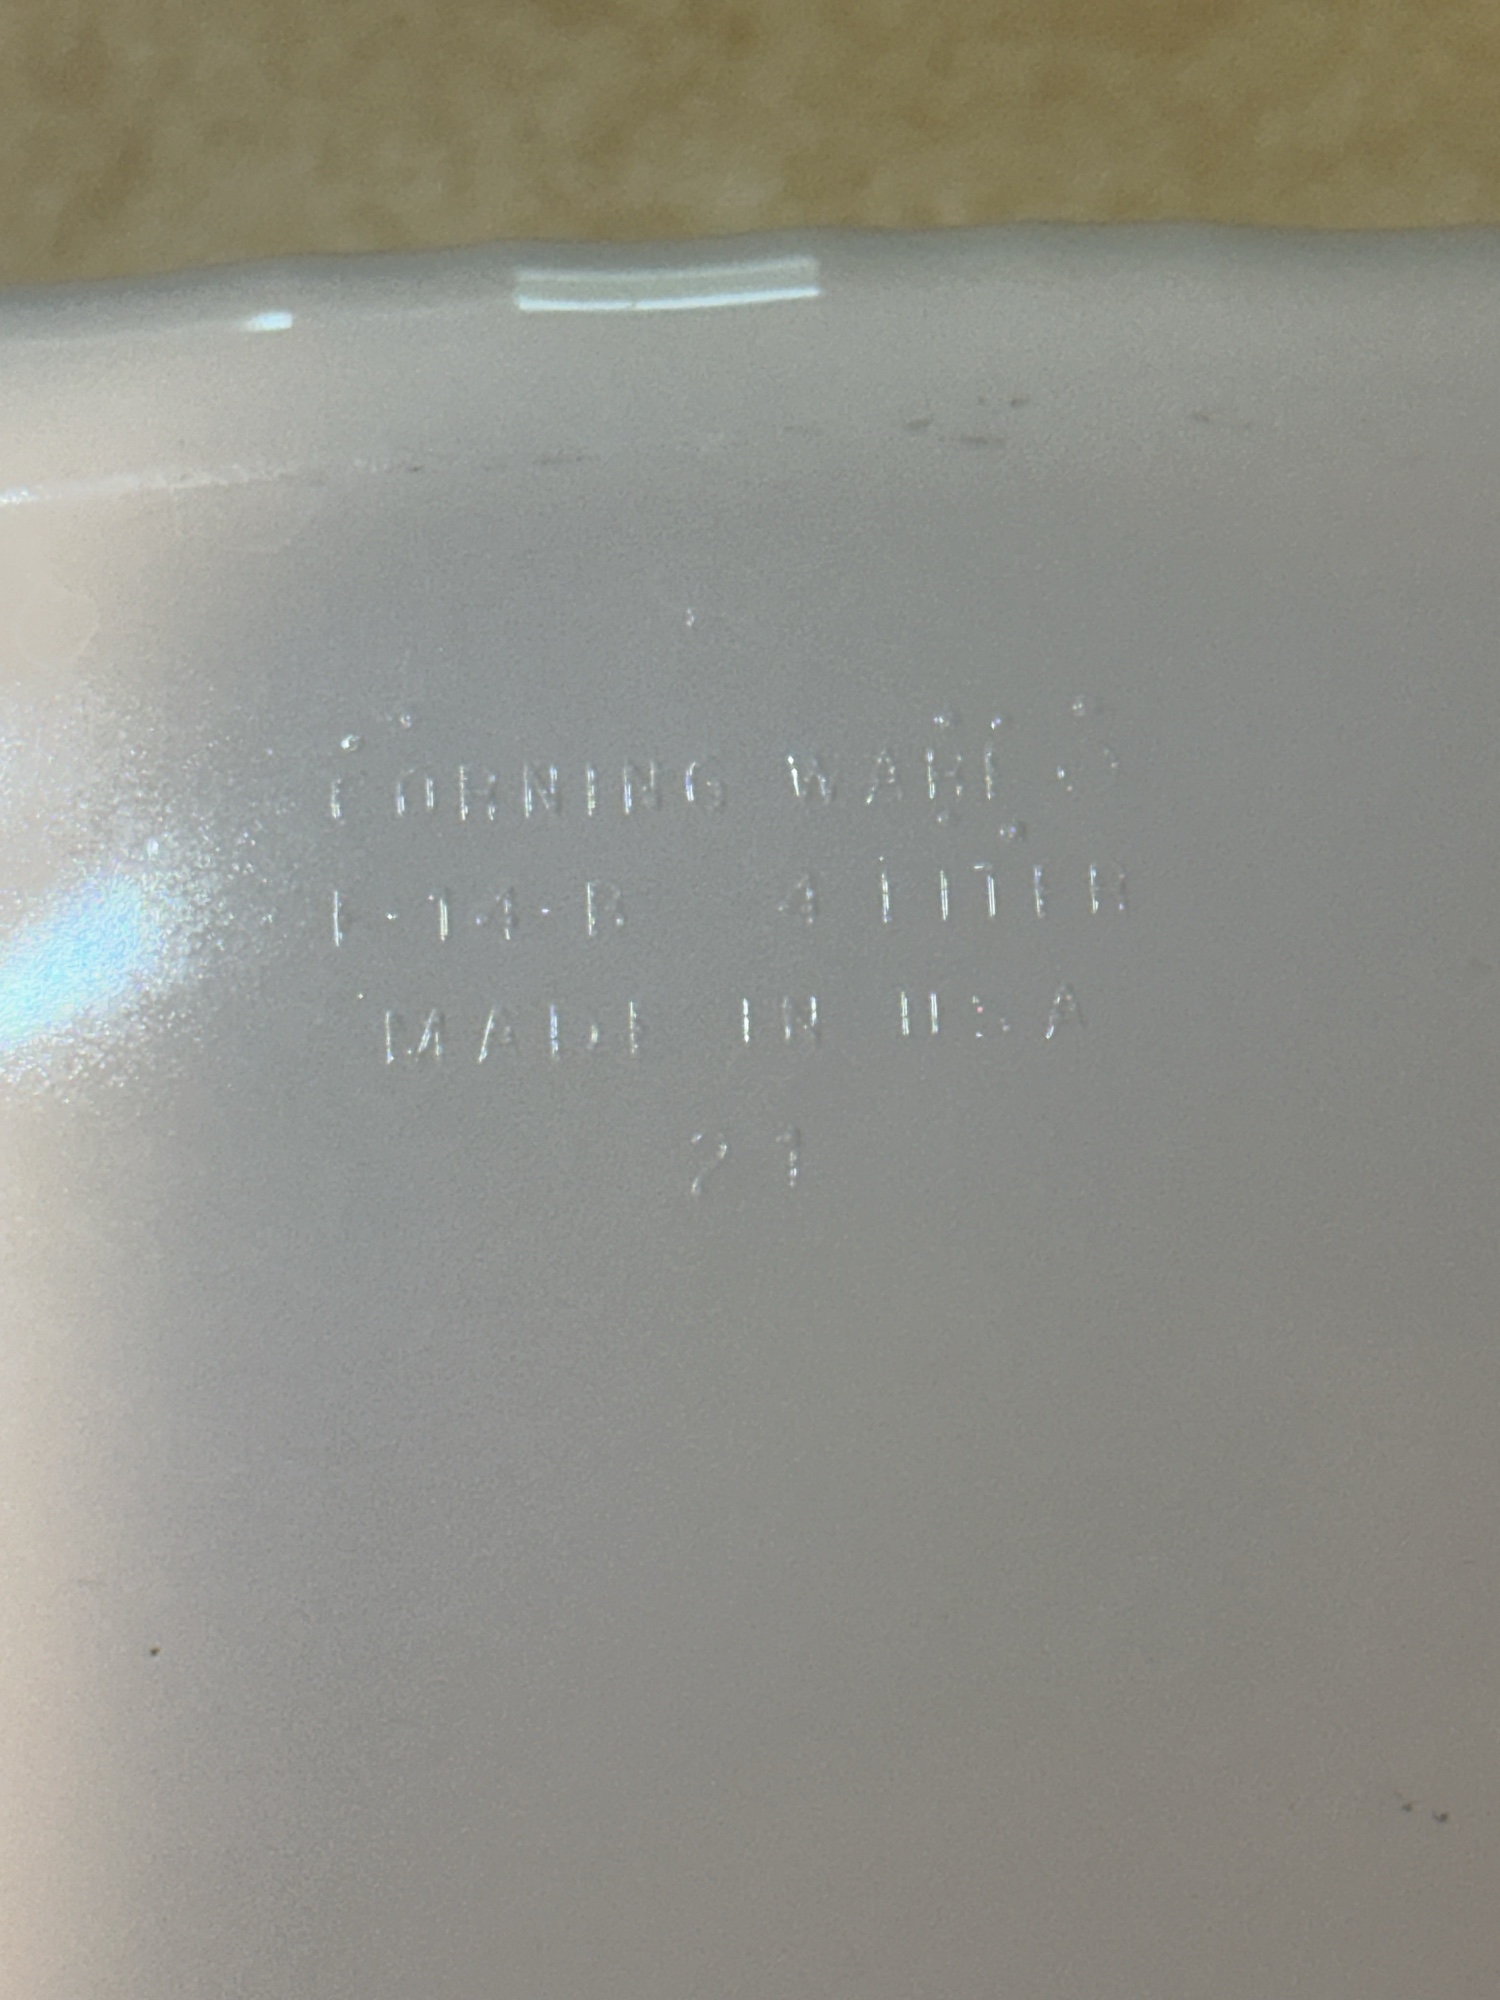 CORNING WARE ®
F-14-B 4 LITER
MADE IN USA
21